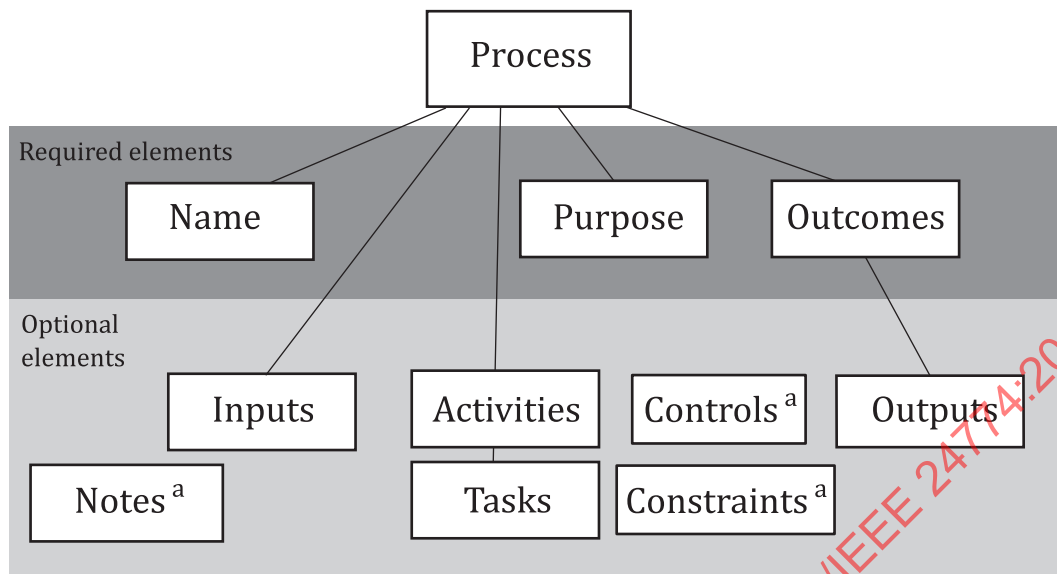 Process
Required elements
Name
Purpose
Outcomes
Optional
elements
Inputs
Activities
Controls a
Outputs
Notes a
Tasks
Constraints a
/IEEE 24774:20